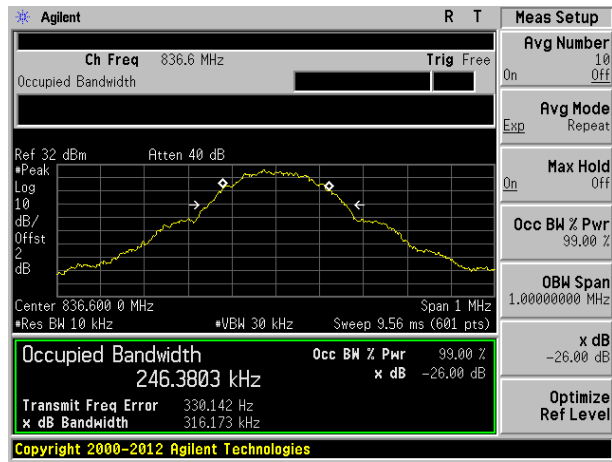 Agilent R T
Ch Freq 836.6 MHz Trig Free
Occupied Bandwidth
Ref 32 dBm Atten 40 dB
#Peak
Log
10
dB/
Offst
2
dB
Center 836.600 0 MHz Span 1 MHz
#Res BW 10 kHz #VBW 30 kHz Sweep 9.56 ms (601 pts)
Occupied Bandwidth Occ BW % Pwr 99.00 %
246.3803 kHz x dB -26.00 dB
Transmit Freq Error 330.142 Hz
x dB Bandwidth 316.173 kHz
Copyright 2000-2012 Agilent Technologies
Meas Setup
Avg Number
10
On Off
Avg Mode
Exp Repeat
Max Hold
On Off
Occ BW % Pwr
99.00 %
OBW Span
1.00000000 MHz
x dB
-26.00 dB
Optimize
Ref Level